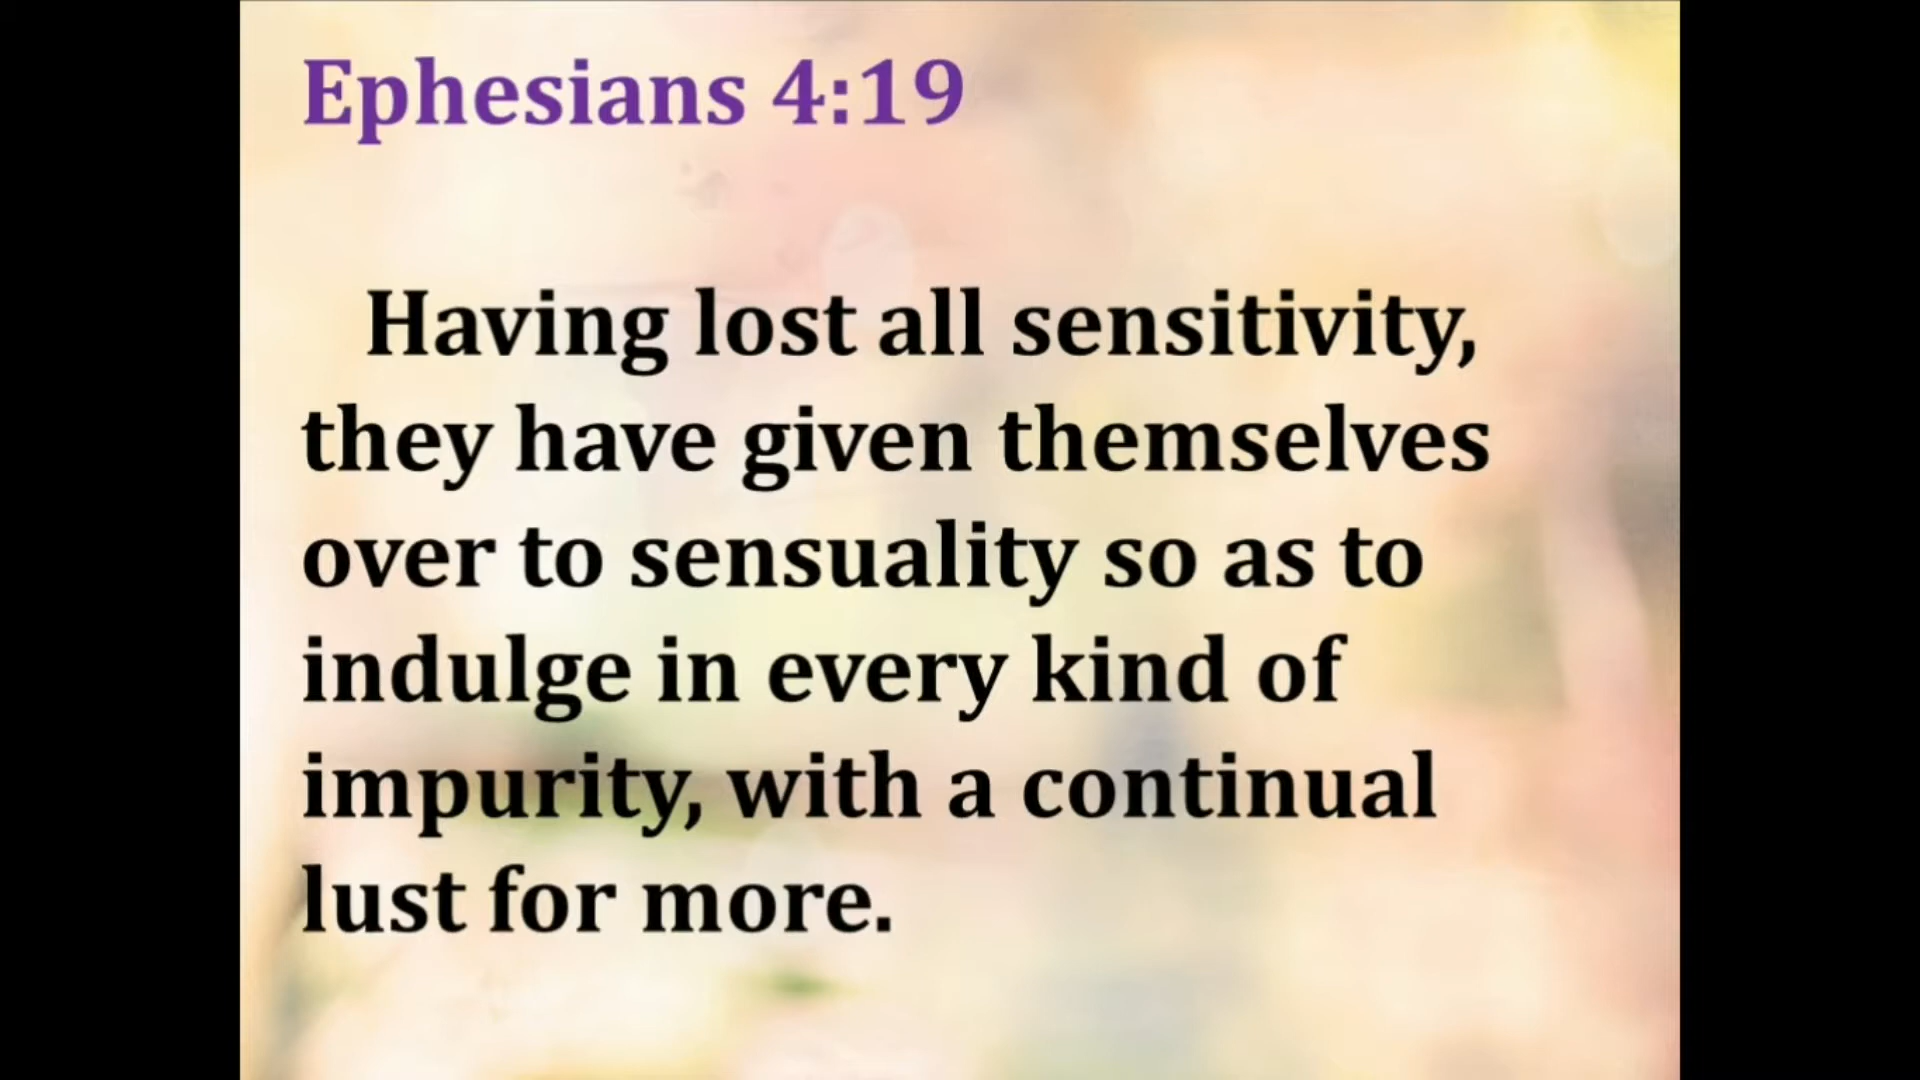 Ephesians 4:19
Having lost all sensitivity,
they have given themselves
over to sensuality so as to
indulge in every kind of
impurity, with a continual
lust for more.